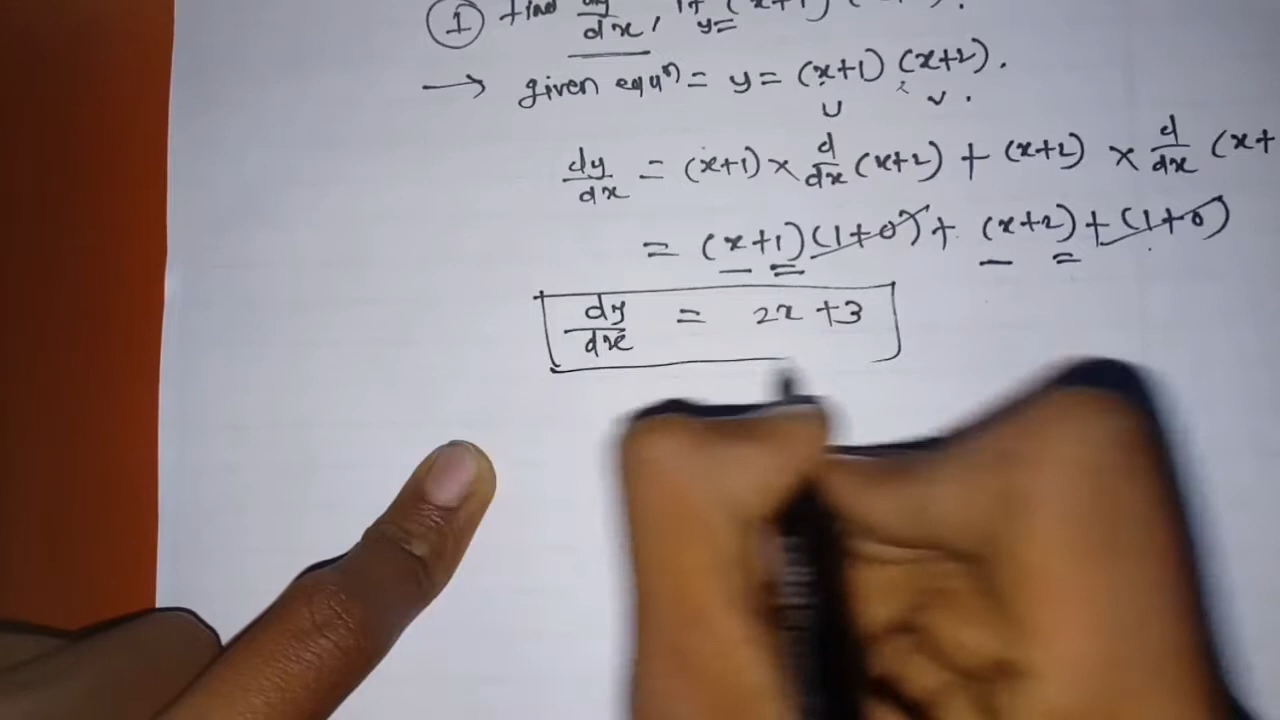 ① find dy/dx, if y= (x+1)
→ given equⁿ = y = (x+1) (x+2).
u v.
dy/dx = (x+1) × d/dx (x+2) + (x+2) × d/dx (x+
= (x+1) (1+0) + (x+2) + (1+0)
dy/dx = 2x +3